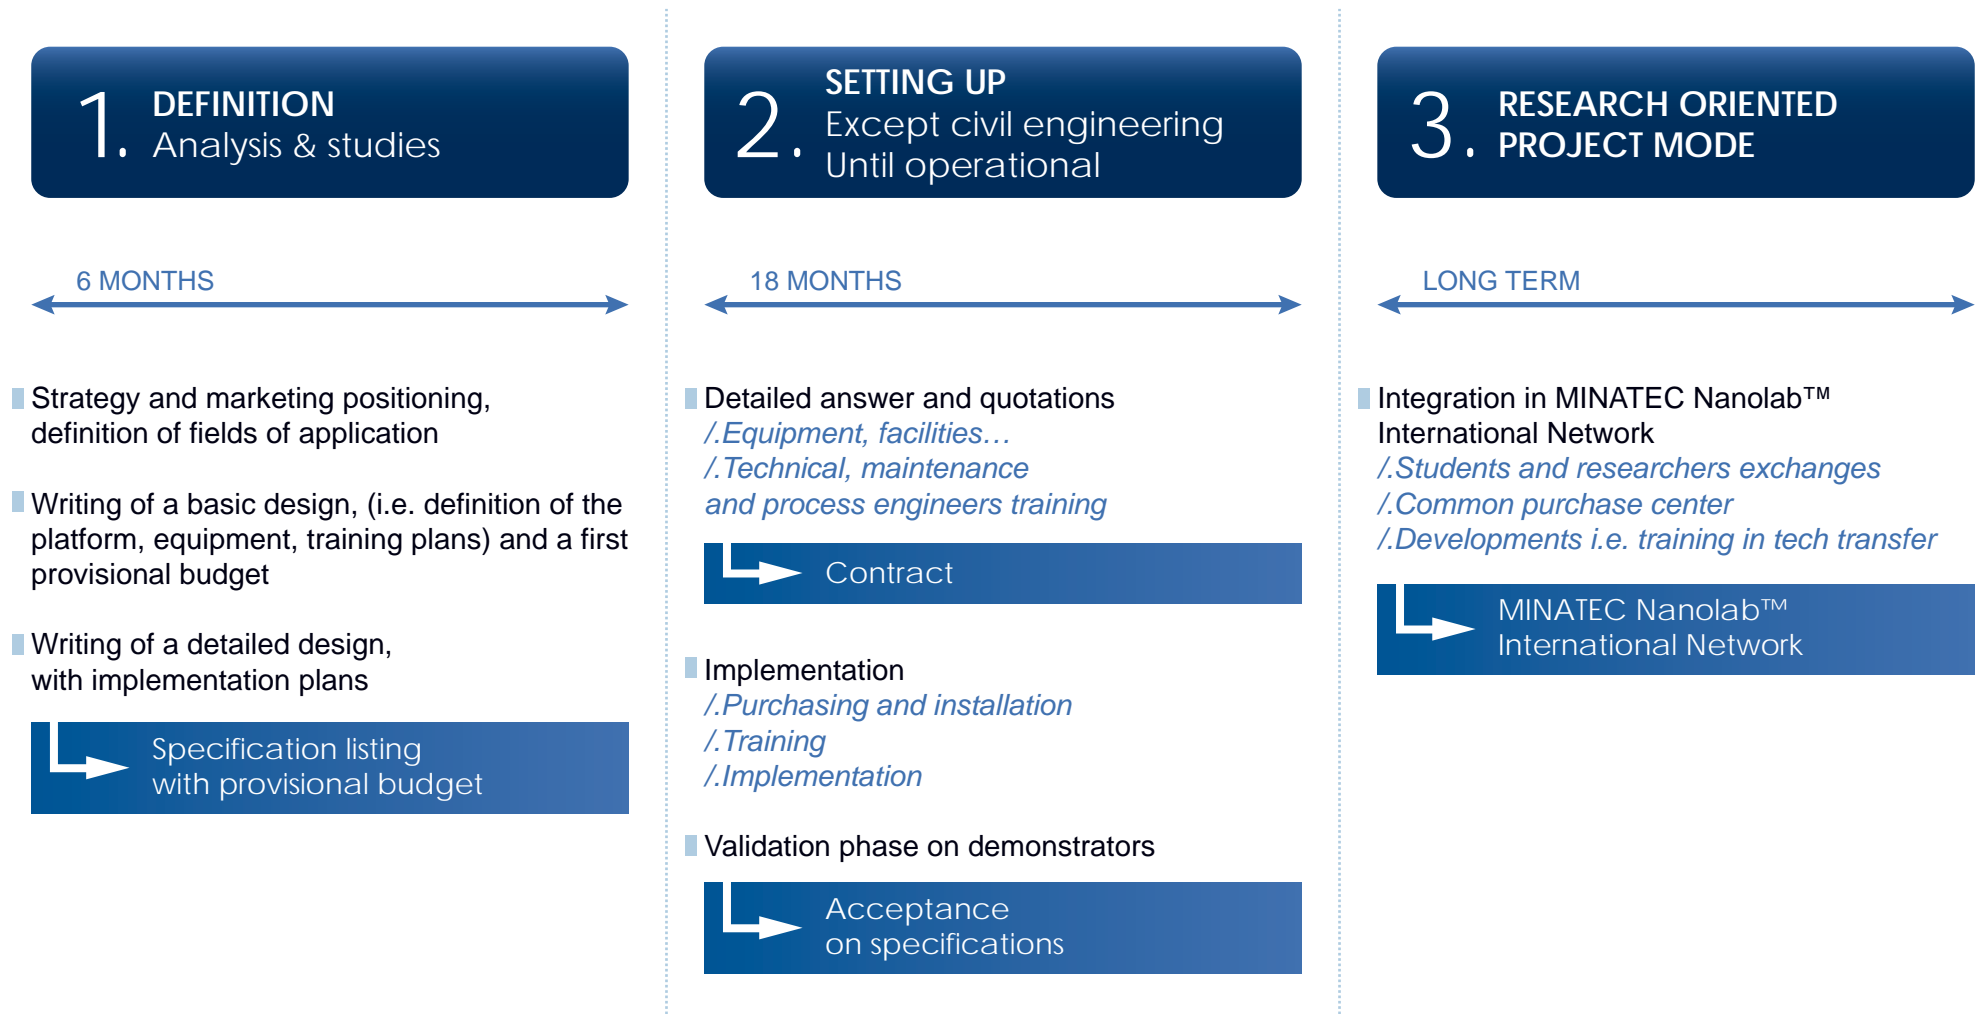 1. DEFINITION
Analysis & studies
6 MONTHS
Strategy and marketing positioning,
definition of fields of application
Writing of a basic design, (i.e. definition of the
platform, equipment, training plans) and a first
provisional budget
Writing of a detailed design,
with implementation plans
Specification listing
with provisional budget
2. SETTING UP
Except civil engineering
Until operational
18 MONTHS
Detailed answer and quotations
/.Equipment, facilities…
/.Technical, maintenance
and process engineers training
Contract
Implementation
/.Purchasing and installation
/.Training
/.Implementation
Validation phase on demonstrators
Acceptance
on specifications
3. RESEARCH ORIENTED
PROJECT MODE
LONG TERM
Integration in MINATEC Nanolab™
International Network
/.Students and researchers exchanges
/.Common purchase center
/.Developments i.e. training in tech transfer
MINATEC Nanolab™
International Network